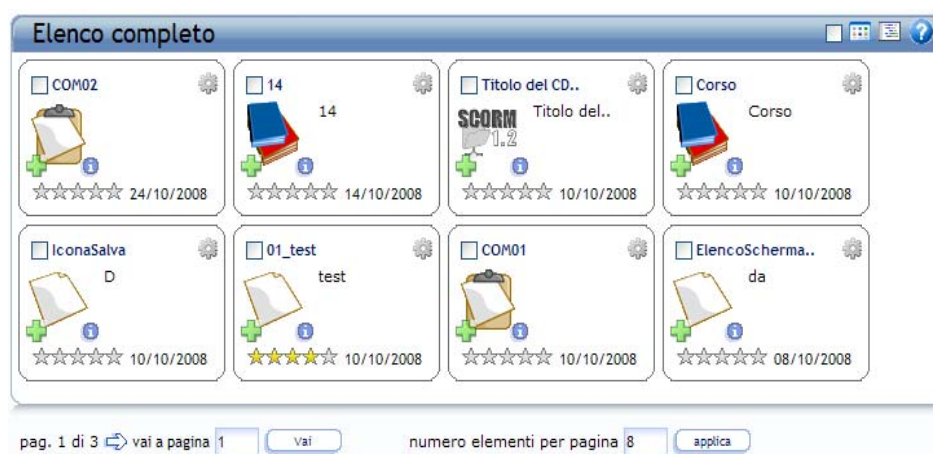 Elenco completo
COM02
24/10/2008
14
14
14/10/2008
Titolo del CD..
Titolo del..
SCORM
1.2
10/10/2008
Corso
Corso
10/10/2008
IconaSalva
D
10/10/2008
01_test
test
10/10/2008
COM01
10/10/2008
ElencoScherma..
da
08/10/2008
pag. 1 di 3 vai a pagina 1 Vai numero elementi per pagina 8 applica